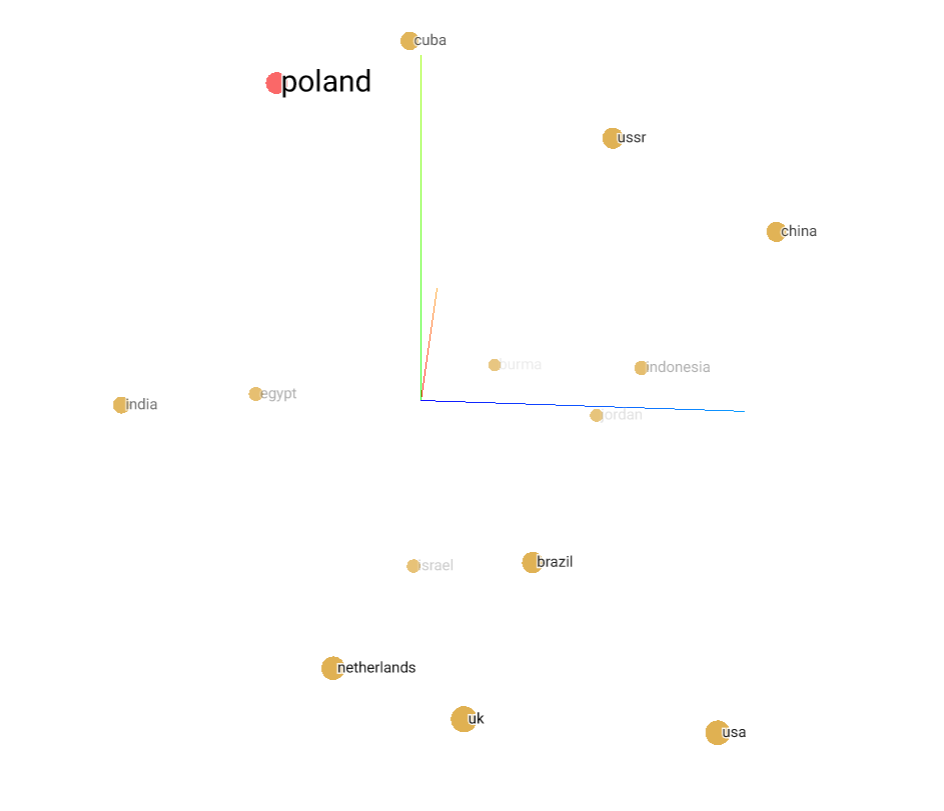 cuba
poland
ussr
china
burma
indonesia
egypt
india
jordan
brazil
israel
netherlands
uk
usa